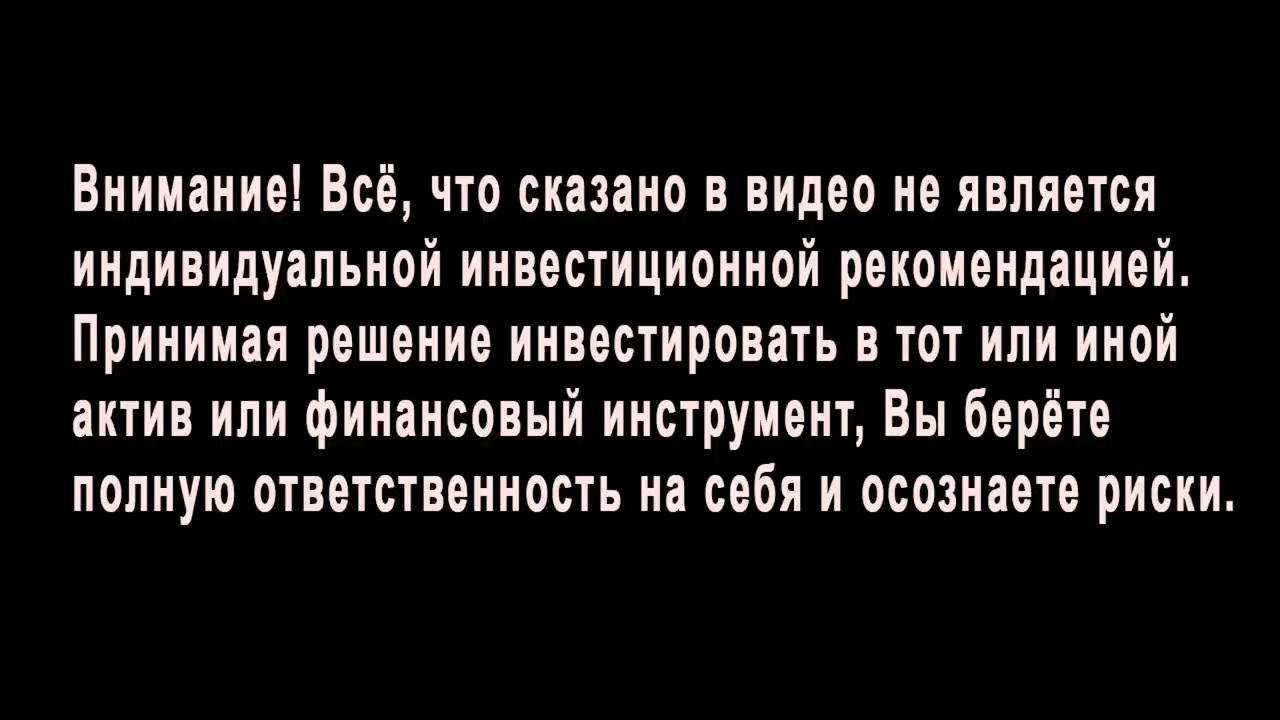 Внимание! Всё, что сказано в видео не является
индивидуальной инвестиционной рекомендацией.
Принимая решение инвестировать в тот или иной
актив или финансовый инструмент, Вы берёте
полную ответственность на себя и осознаете риски.